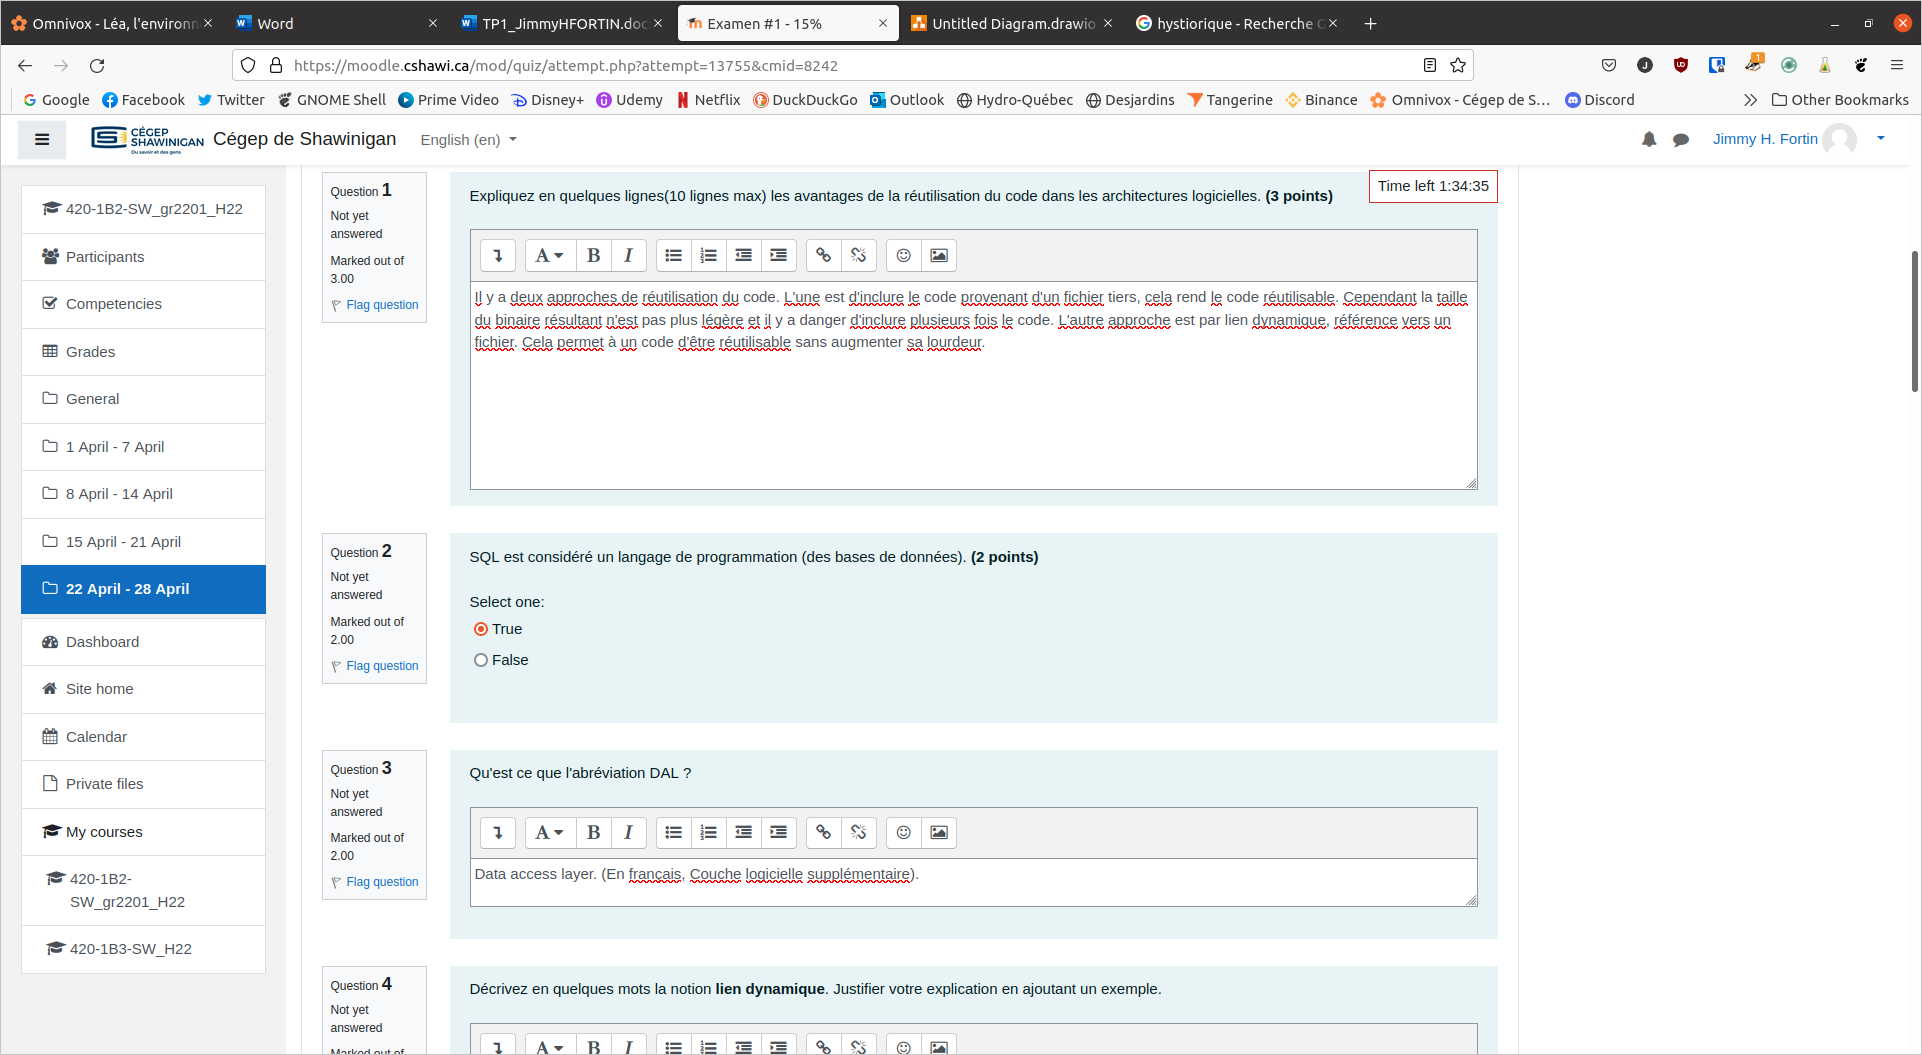 Omnivox - Léa, l'environn
Word
TP1_JimmyHFORTIN.doc
Examen #1 - 15%
Untitled Diagram.drawio
hystiorique - Recherche G
https://moodle.cshawi.ca/mod/quiz/attempt.php?attempt=13755&cmid=8242
Google
Facebook
Twitter
GNOME Shell
Prime Video
Disney+
Udemy
Netflix
DuckDuckGo
Outlook
Hydro-Québec
Desjardins
Tangerine
Binance
Omnivox - Cégep de S...
Discord
Other Bookmarks
CÉGEP
SHAWINIGAN
Du savoir et des gens
Cégep de Shawinigan
English (en)
Jimmy H. Fortin
420-1B2-SW_gr2201_H22
Participants
Competencies
Grades
General
1 April - 7 April
8 April - 14 April
15 April - 21 April
22 April - 28 April
Dashboard
Site home
Calendar
Private files
My courses
420-1B2-
SW_gr2201_H22
420-1B3-SW_H22
Question 1
Not yet
answered
Marked out of
3.00
Flag question
Expliquez en quelques lignes(10 lignes max) les avantages de la réutilisation du code dans les architectures logicielles. (3 points)
Time left 1:34:35
Il y a deux approches de réutilisation du code. L'une est d'inclure le code provenant d'un fichier tiers, cela rend le code réutilisable. Cependant la taille
du binaire résultant n'est pas plus légère et il y a danger d'inclure plusieurs fois le code. L'autre approche est par lien dynamique, référence vers un
fichier. Cela permet à un code d'être réutilisable sans augmenter sa lourdeur.
Question 2
Not yet
answered
Marked out of
2.00
Flag question
SQL est considéré un langage de programmation (des bases de données). (2 points)
Select one:
True
False
Question 3
Not yet
answered
Marked out of
2.00
Flag question
Qu'est ce que l'abréviation DAL ?
Data access layer. (En français, Couche logicielle supplémentaire).
Question 4
Not yet
answered
Marked out of
Décrivez en quelques mots la notion lien dynamique. Justifier votre explication en ajoutant un exemple.